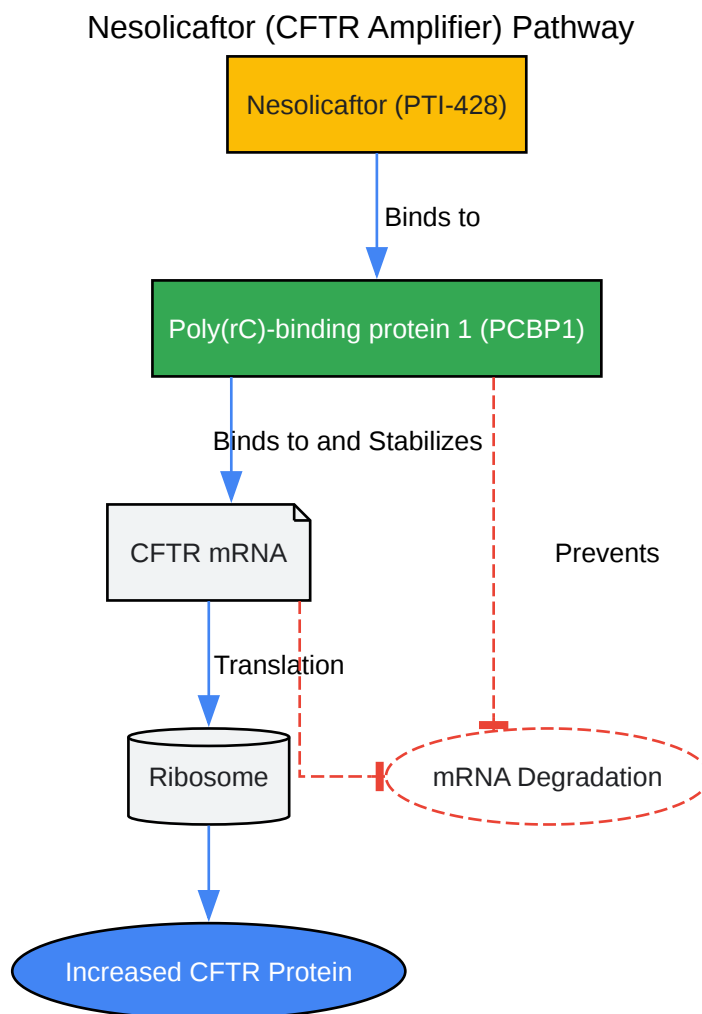 Nesolicaftor (CFTR Amplifier) Pathway
Nesolicaftor (PTI-428)
Binds to
Poly(rC)-binding protein 1 (PCBP1)
Binds to and Stabilizes
CFTR mRNA
Prevents
Translation
Ribosome
mRNA Degradation
Increased CFTR Protein